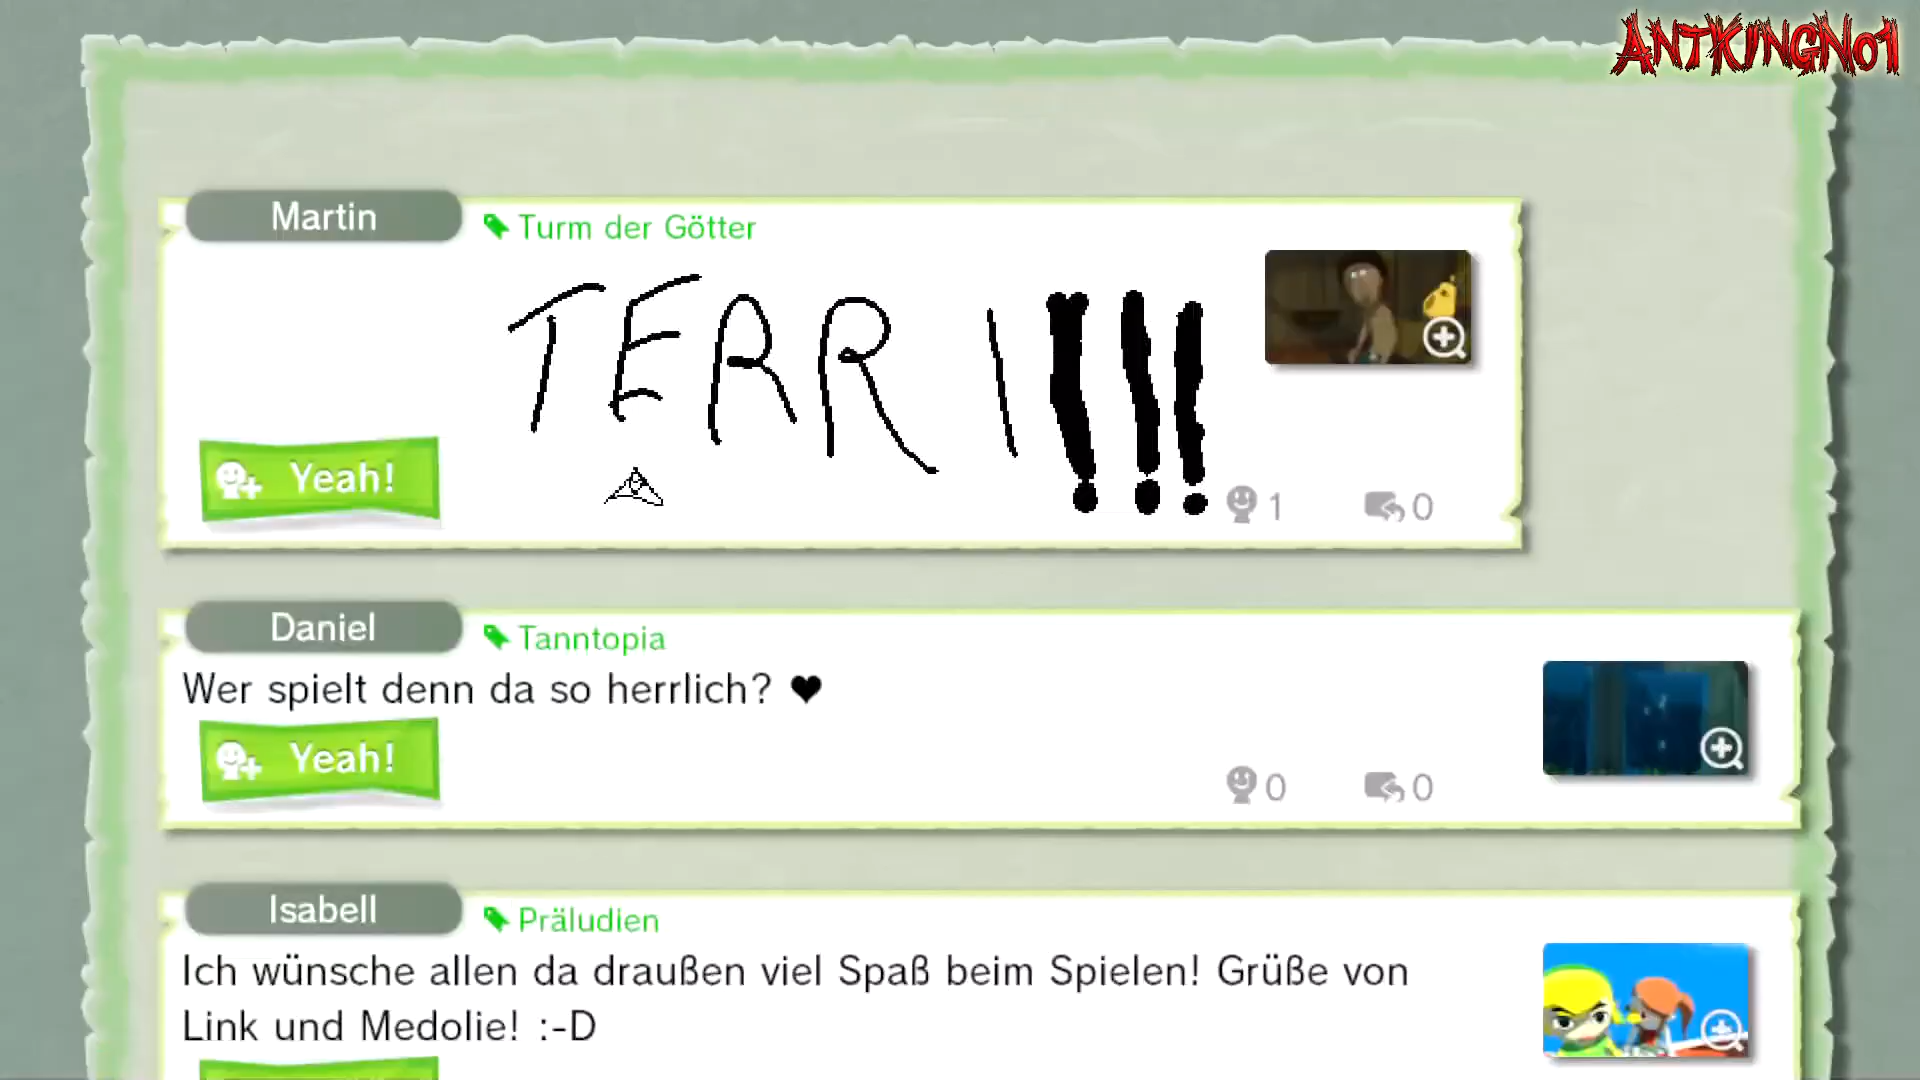 ANTKINGNO1
Martin
Turm der Götter
TERRI!!!
Yeah!
1
0
Daniel
Tanntopia
Wer spielt denn da so herrlich? ♥
Yeah!
0
0
Isabell
Präludien
Ich wünsche allen da draußen viel Spaß beim Spielen! Grüße von
Link und Medolie! :-D